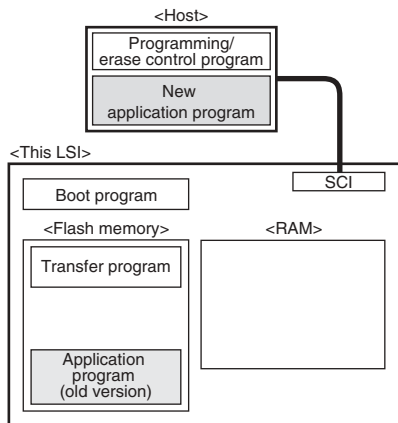 <Host>
Programming/
erase control program
New
application program
<This LSI>
SCI
Boot program
<Flash memory>
<RAM>
Transfer program
Application
program
(old version)